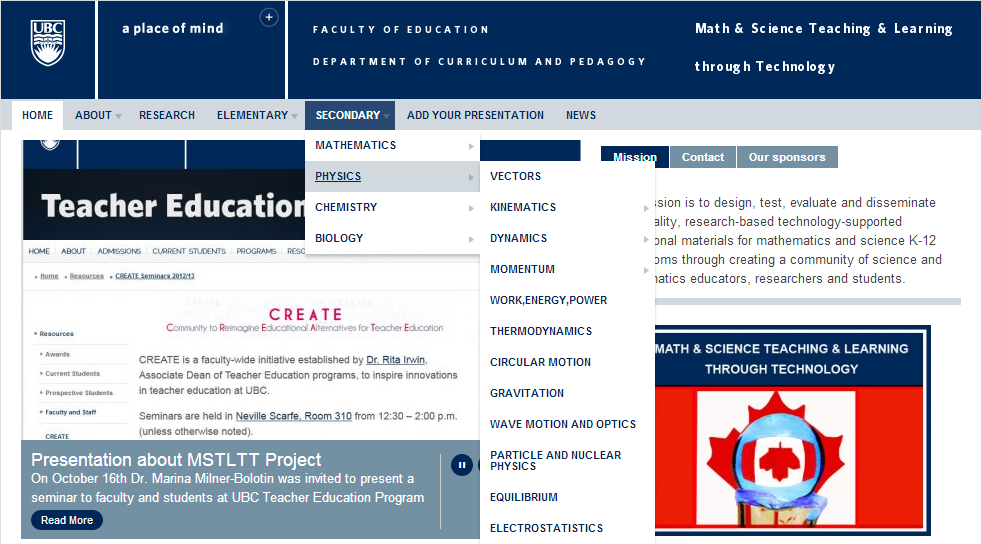 UBC
a place of mind
FACULTY OF EDUCATION
DEPARTMENT OF CURRICULUM AND PEDAGOGY
Math & Science Teaching & Learning
through Technology
HOME ABOUT RESEARCH ELEMENTARY SECONDARY ADD YOUR PRESENTATION NEWS
MATHEMATICS
PHYSICS
CHEMISTRY
BIOLOGY
VECTORS
KINEMATICS
DYNAMICS
MOMENTUM
WORK,ENERGY,POWER
THERMODYNAMICS
CIRCULAR MOTION
GRAVITATION
WAVE MOTION AND OPTICS
PARTICLE AND NUCLEAR
PHYSICS
EQUILIBRIUM
ELECTROSTATISTICS
Teacher Education
HOME ABOUT ADMISSIONS CURRENT STUDENTS PROGRAMS RESO
Home Resources CREATE Seminars 2012/13
Resources
Awards
Current Students
Prospective Students
Faculty and Staff
CREATE
CREATE
Community to Reimagine Educational Alternatives for Teacher Education
CREATE is a faculty-wide initiative established by Dr. Rita Irwin,
Associate Dean of Teacher Education programs, to inspire innovations
in teacher education at UBC.
Seminars are held in Neville Scarfe, Room 310 from 12:30 – 2:00 p.m.
(unless otherwise noted).
Presentation about MSTLTT Project
On October 16th Dr. Marina Milner-Bolotin was invited to present a
seminar to faculty and students at UBC Teacher Education Program
Read More
Mission Contact Our sponsors
ssion is to design, test, evaluate and disseminate
ality, research-based technology-supported
onal materials for mathematics and science K-12
oms through creating a community of science and
matics educators, researchers and students.
MATH & SCIENCE TEACHING & LEARNING
THROUGH TECHNOLOGY